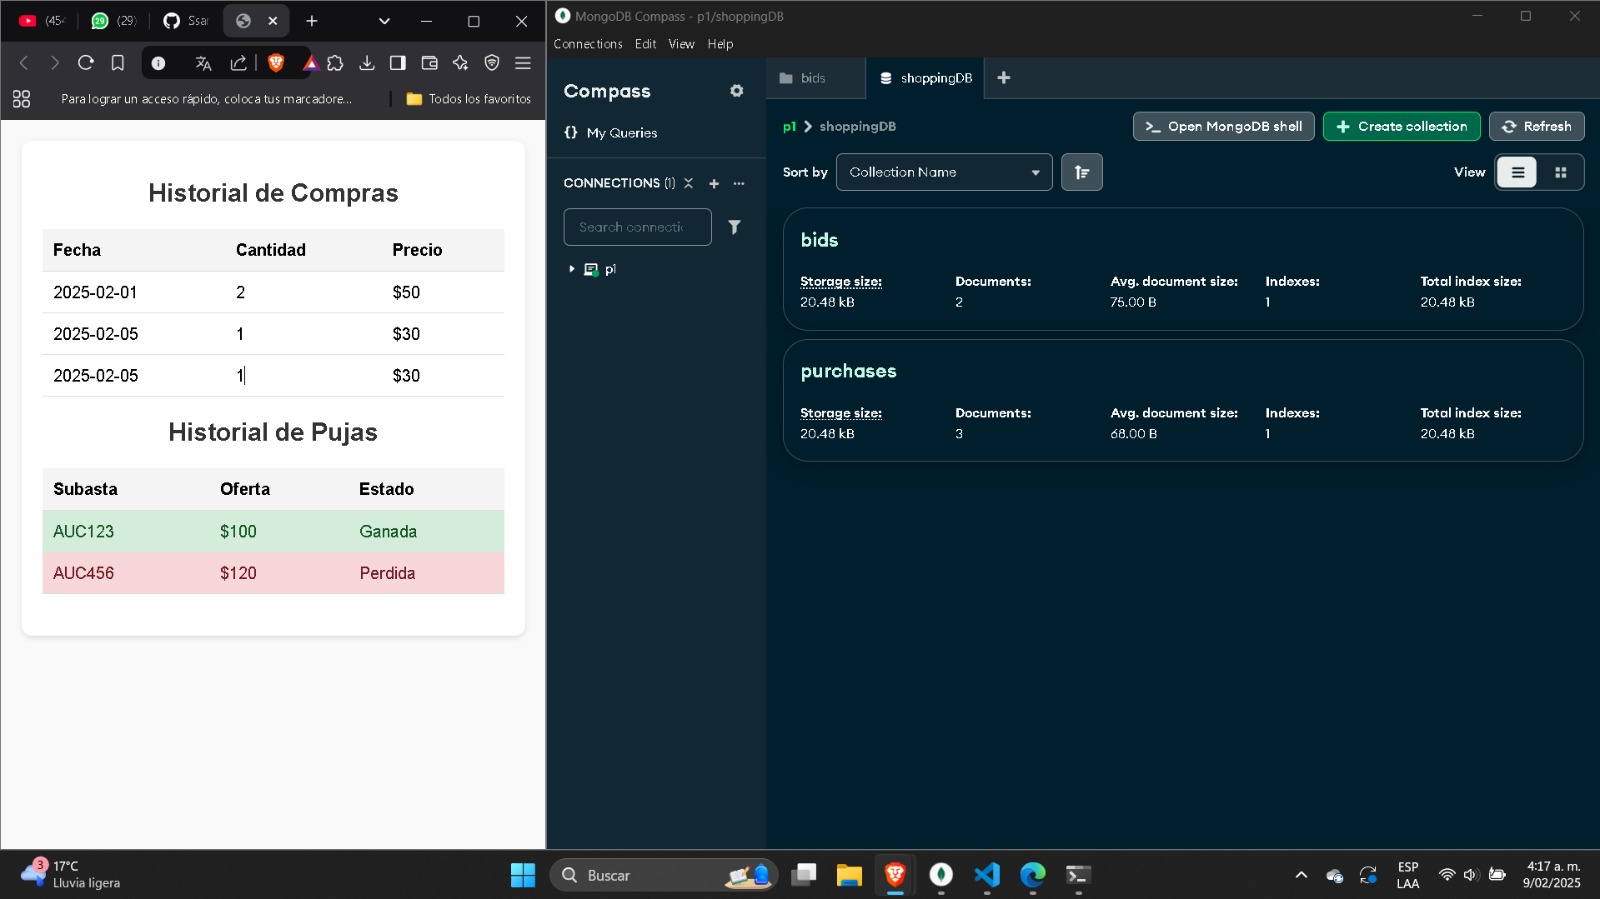 (454
(29)
Ssar
Para lograr un acceso rápido, coloca tus marcadore...
Todos los favoritos
Historial de Compras
Fecha Cantidad Precio
2025-02-01 2 $50
2025-02-05 1 $30
2025-02-05 1 $30
Historial de Pujas
Subasta Oferta Estado
AUC123 $100 Ganada
AUC456 $120 Perdida
MongoDB Compass - p1/shoppingDB
Connections Edit View Help
Compass
{} My Queries
CONNECTIONS (1)
Search connectic
p1
bids
shoppingDB
p1 > shoppingDB
>_ Open MongoDB shell
+ Create collection
Refresh
Sort by Collection Name
View
bids
Storage size: Documents: Avg. document size: Indexes: Total index size:
20.48 kB 2 75.00 B 1 20.48 kB
purchases
Storage size: Documents: Avg. document size: Indexes: Total index size:
20.48 kB 3 68.00 B 1 20.48 kB
3
17°C
Lluvia ligera
Buscar
ESP
LAA
4:17 a. m.
9/02/2025